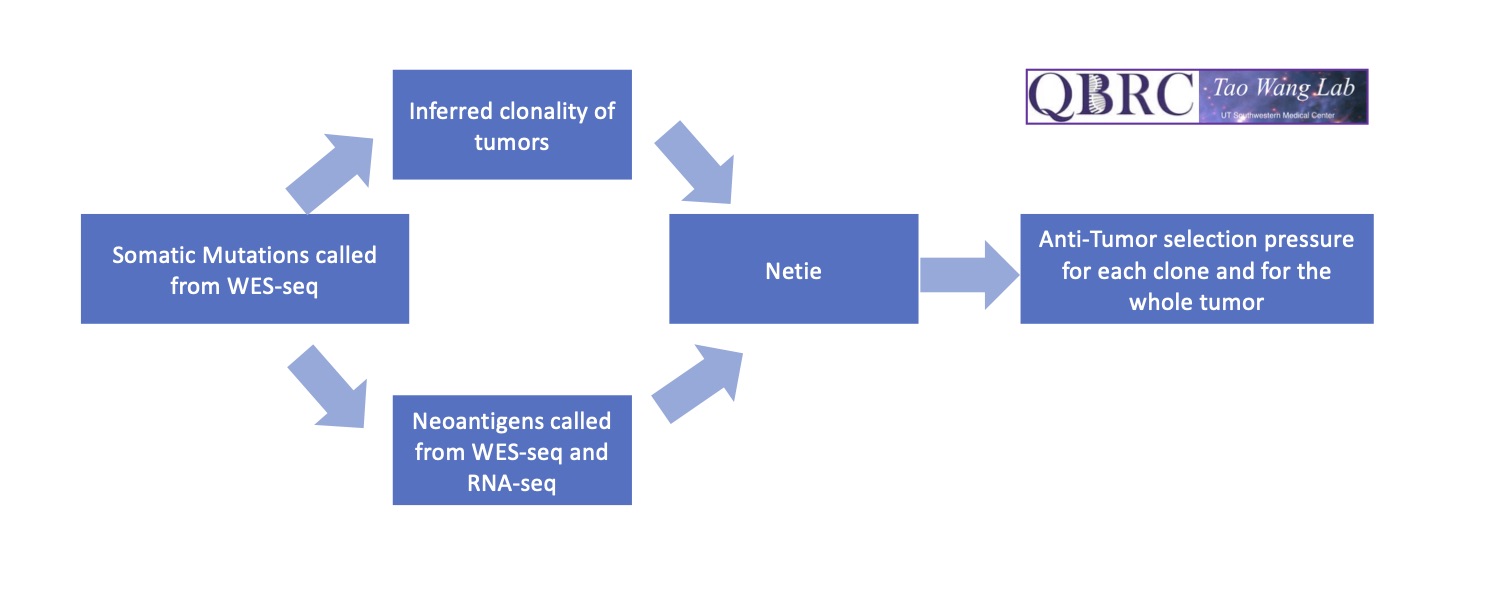 QBRC
Tao Wang Lab
UT Southwestern Medical Center
Inferred clonality of
tumors
Somatic Mutations called
from WES-seq
Netie
Anti-Tumor selection pressure
for each clone and for the
whole tumor
Neoantigens called
from WES-seq and
RNA-seq